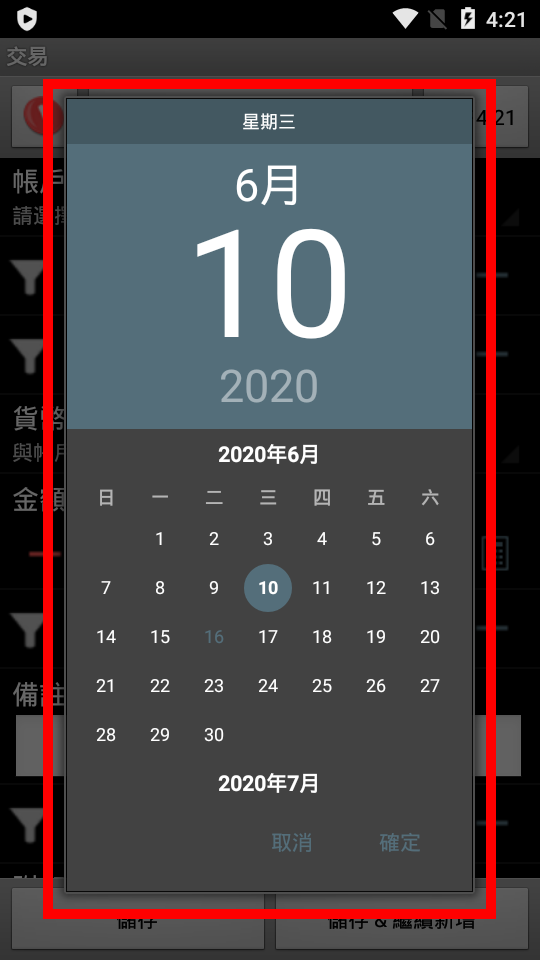 4:21
交易
4:21
星期三
6月
10
2020
帳戶
請選擇
貨幣
與帳戶
2020年6月
日 一 二 三 四 五 六
金額
1 2 3 4 5 6
7 8 9 10 11 12 13
14 15 16 17 18 19 20
21 22 23 24 25 26 27
備註
28 29 30
2020年7月
取消 確定
儲存 儲存 & 繼續新增